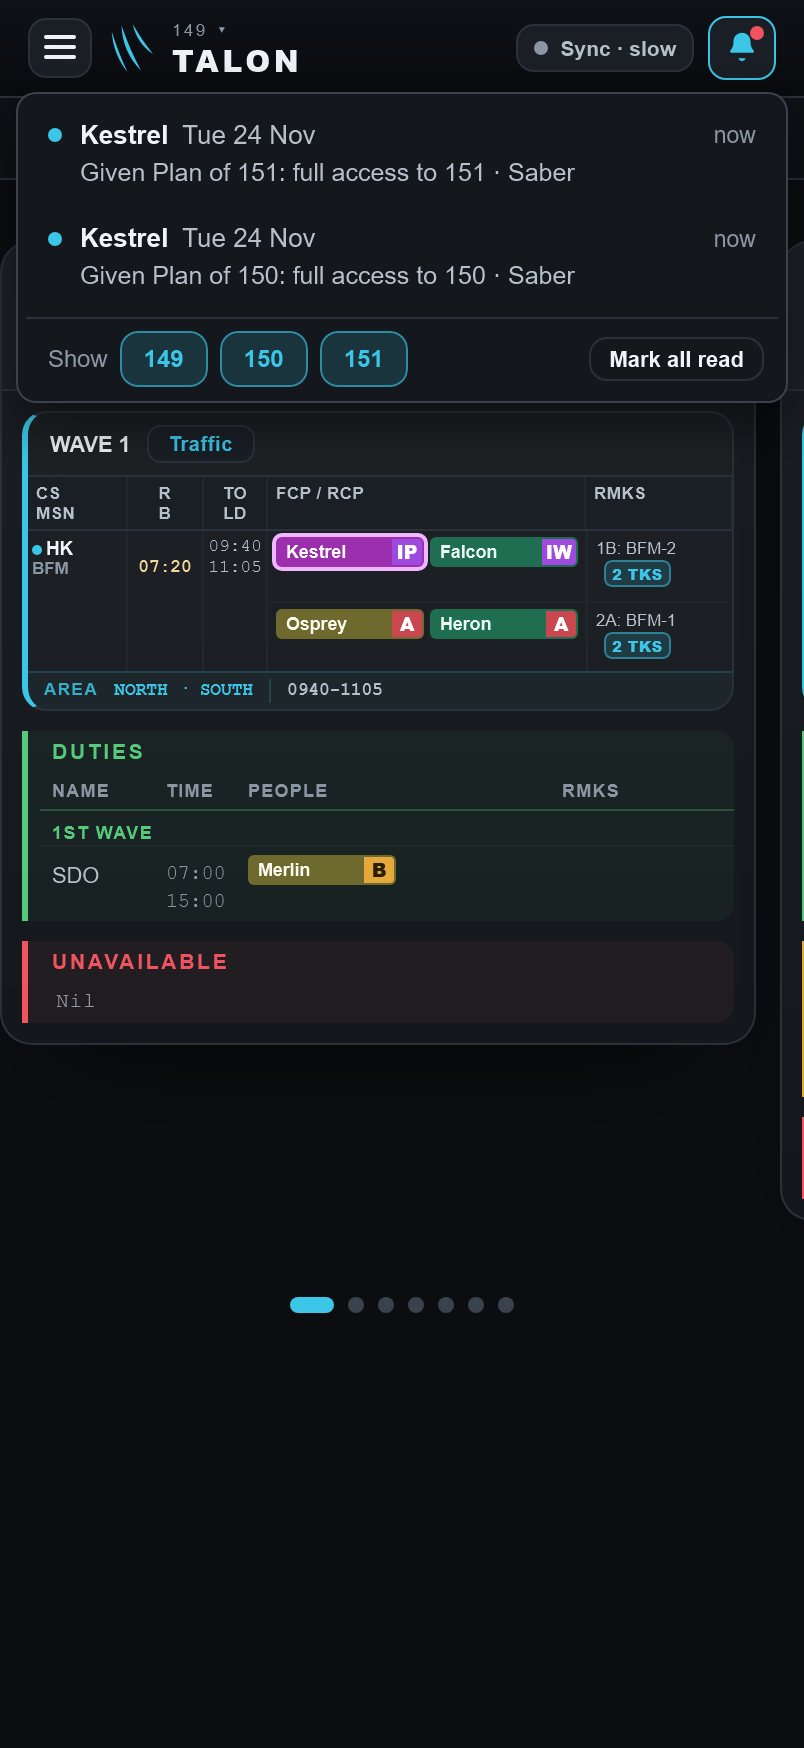 149 ▾
TALON
Sync · slow
Kestrel Tue 24 Nov now
Given Plan of 151: full access to 151 · Saber
Kestrel Tue 24 Nov now
Given Plan of 150: full access to 150 · Saber
Show 149 150 151 Mark all read
WAVE 1 Traffic
CS R TO FCP / RCP RMKS
MSN B LD
HK 09:40 Kestrel IP Falcon IW 1B: BFM-2
BFM 07:20 11:05 2 TKS
Osprey A Heron A 2A: BFM-1
2 TKS
AREA NORTH · SOUTH 0940–1105
DUTIES
NAME TIME PEOPLE RMKS
1ST WAVE
SDO 07:00 Merlin B
15:00
UNAVAILABLE
Nil